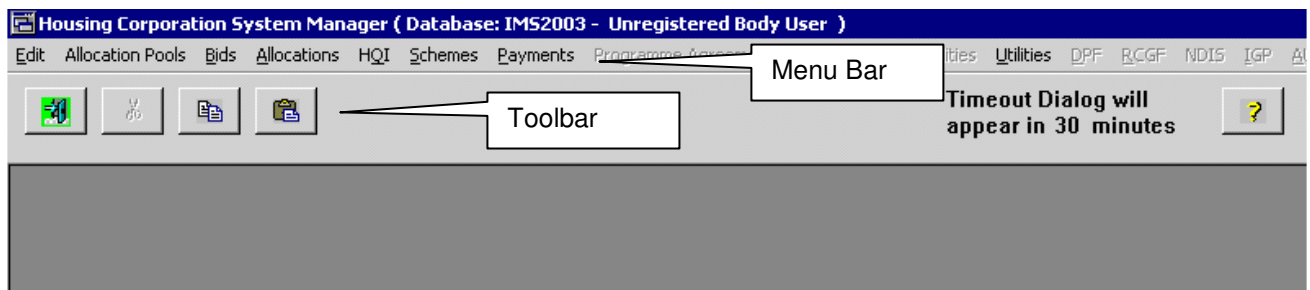 Housing Corporation System Manager ( Database: IMS2003 - Unregistered Body User )
Edit Allocation Pools Bids Allocations HQI Schemes Payments Programme Utilities DPF RCGF NDIS IGP
Menu Bar
Toolbar
Timeout Dialog will
appear in 30 minutes
?